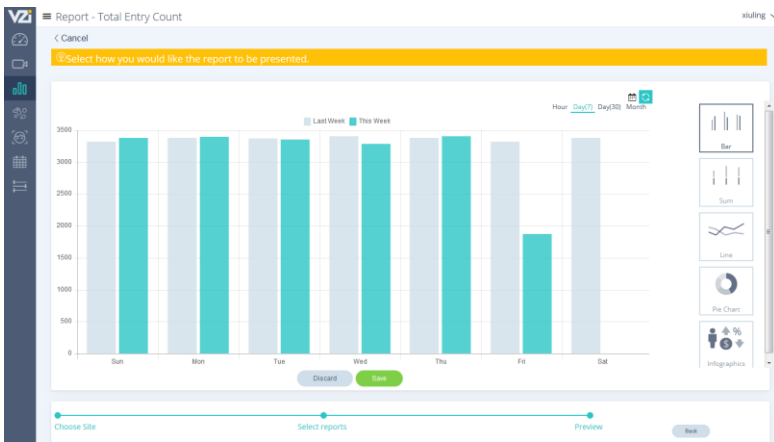 VZi
Report - Total Entry Count
xiuling
Cancel
Select how you would like the report to be presented.
Hour Day(7) Day(30) Month
Last Week This Week
3500
3000
2500
2000
1500
1000
500
0
Sun Mon Tue Wed Thu Fri Sat
Bar
Sum
Line
Pie Chart
%
$
Infographics
Discard Save
Choose Site Select reports Preview
Back